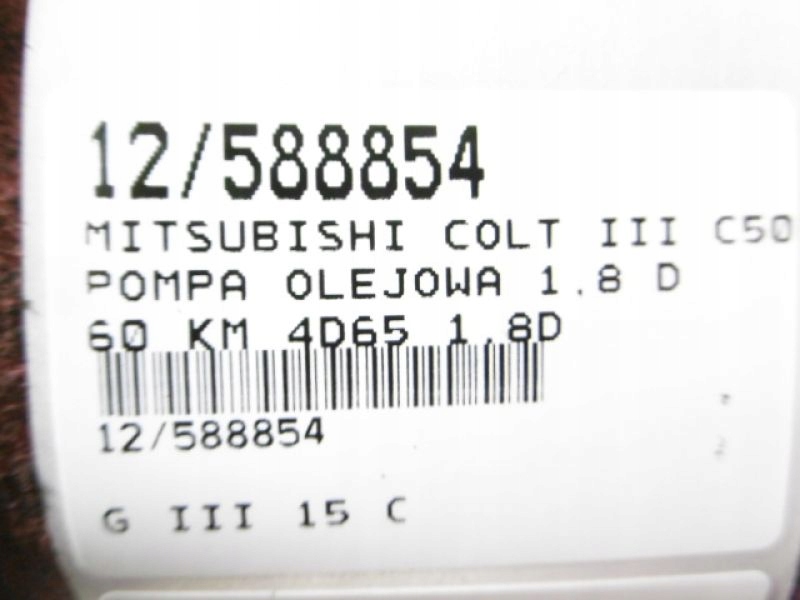 12/588854
MITSUBISHI COLT III C50
POMPA OLEJOWA 1.8 D
60 KM 4D65 1.8D
12/588854
G III 15 C